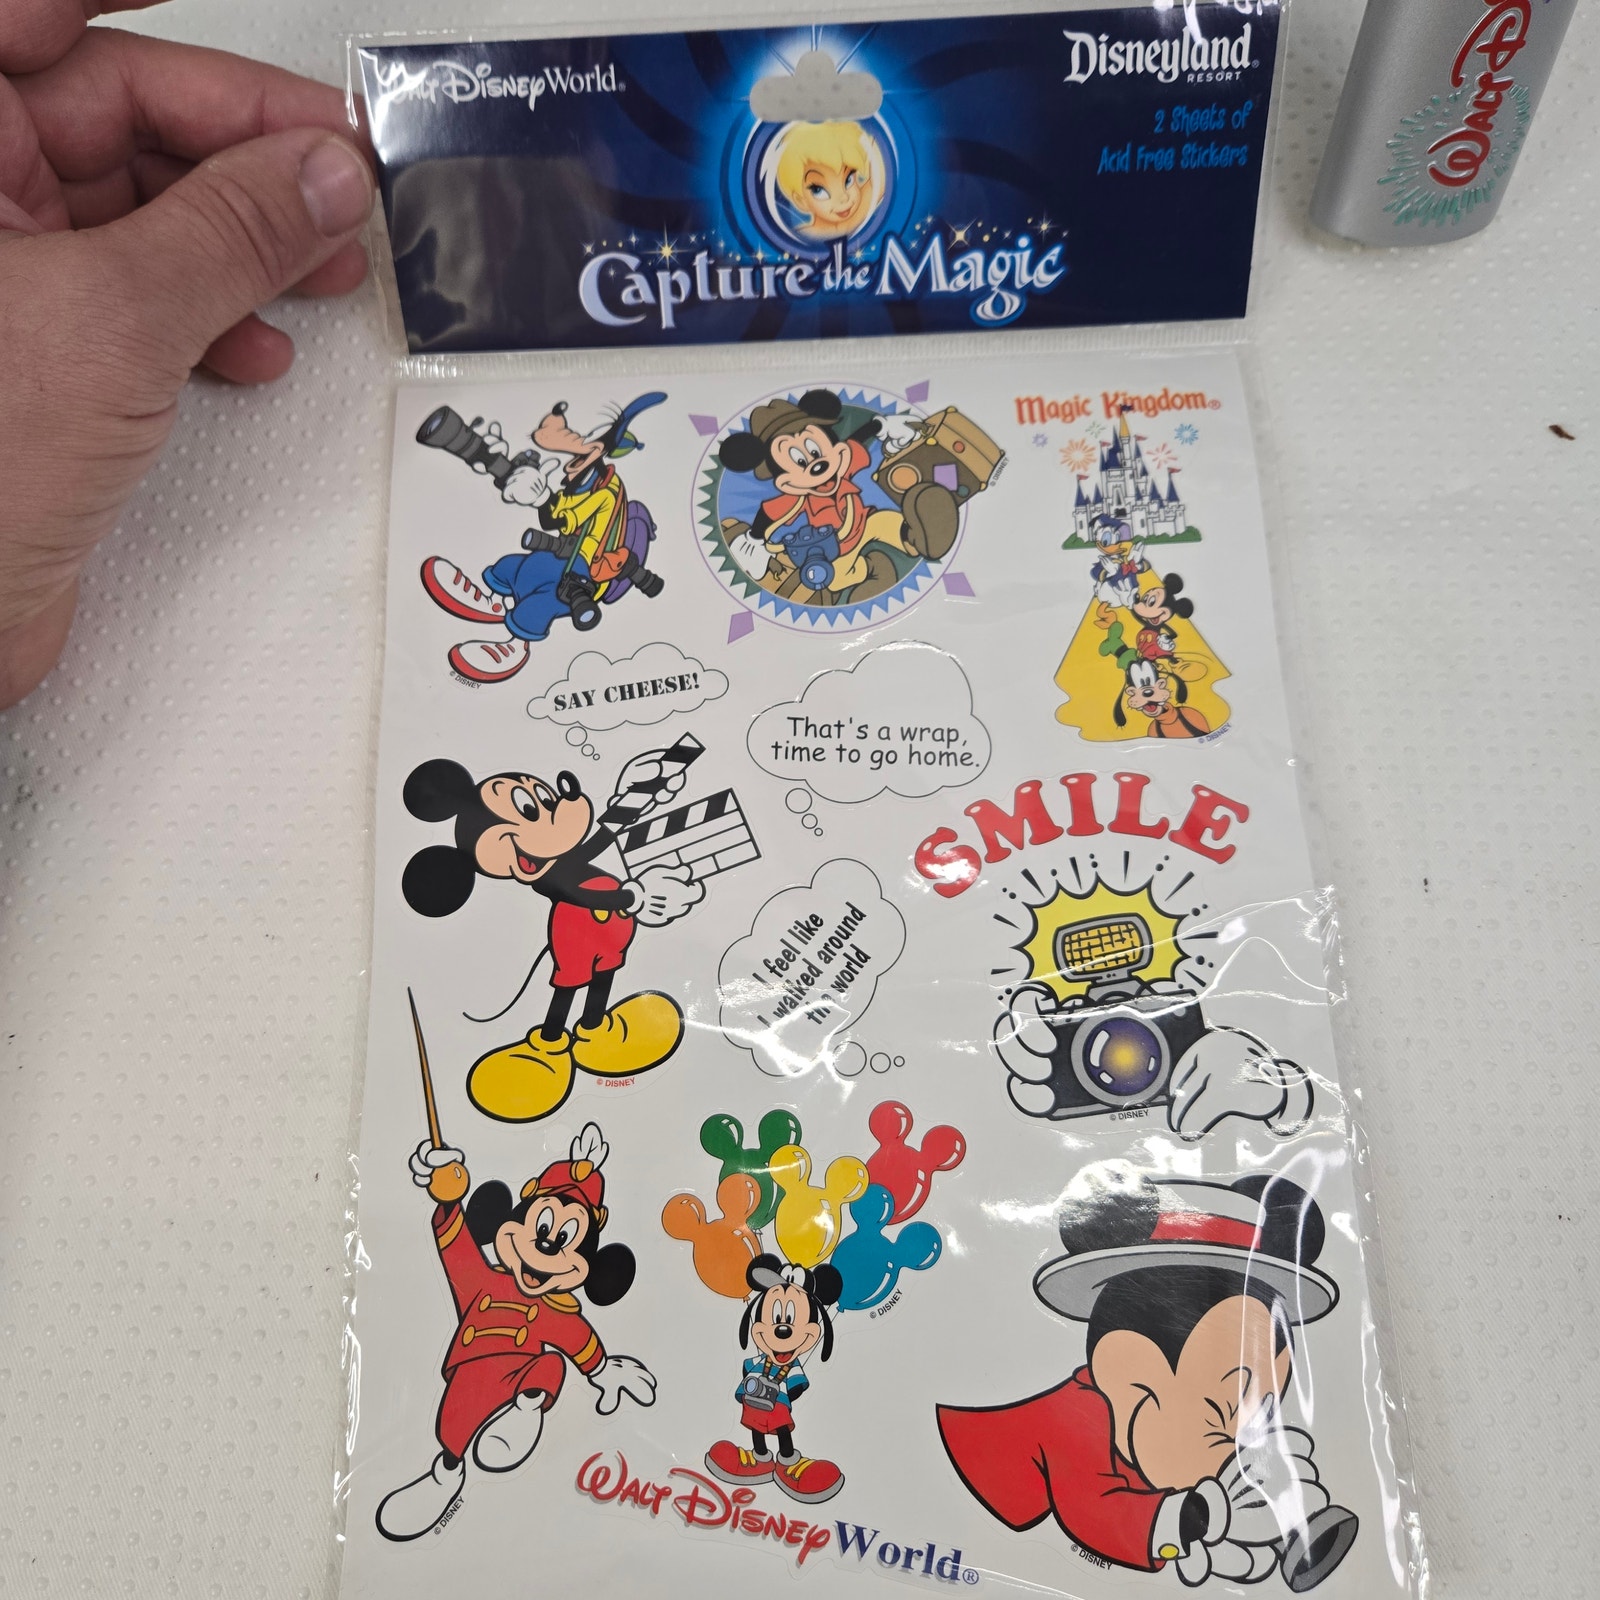 Walt Disney World®
Disneyland®
RESORT
2 Sheets of
Acid Free Stickers
Capture the Magic
Walt D
Magic Kingdom®
© DISNEY
© DISNEY
© DISNEY
SAY CHEESE!
That's a wrap,
time to go home.
SMILE
I feel like
I walked around
the world
© DISNEY
© DISNEY
© DISNEY
© DISNEY
© DISNEY
Walt Disney World®